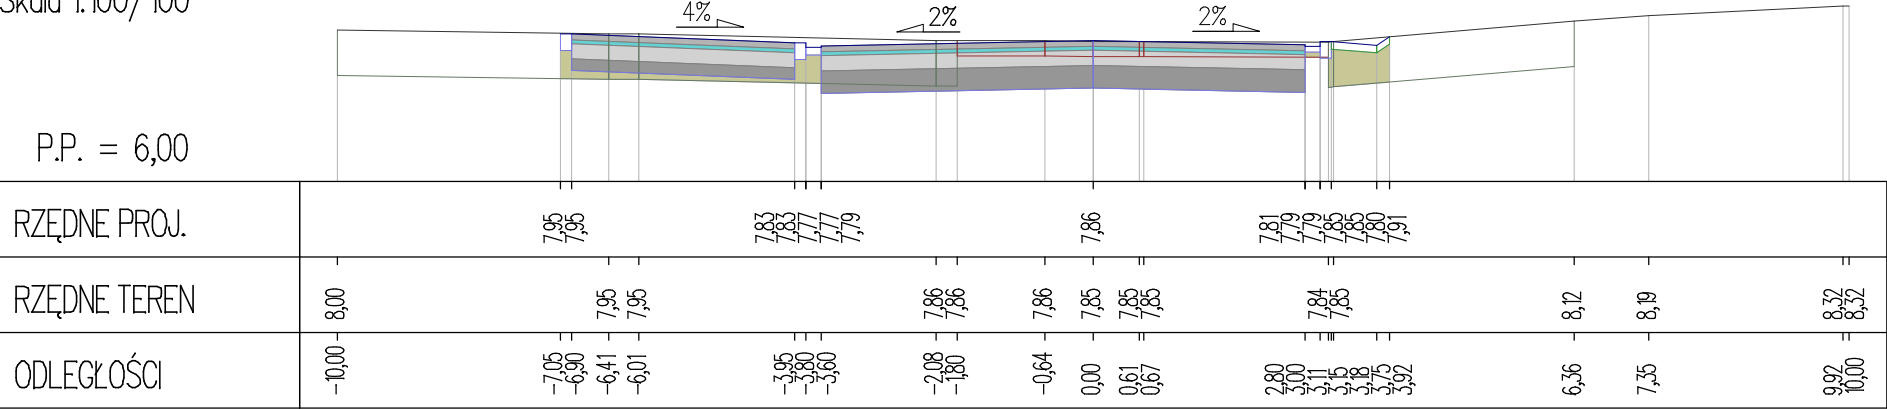 Skala 1:100/100
4% 2% 2%
P.P. = 6,00
RZĘDNE PROJ. 7,95 7,95 7,83 7,83 7,77 7,77 7,79 7,86 7,81 7,79 7,79 7,85 7,85 7,80 7,91
RZĘDNE TEREN 8,00 7,95 7,95 7,86 7,86 7,86 7,85 7,85 7,85 7,84 7,85 8,12 8,19 8,32 8,32
ODLEGŁOŚCI -10,00 -7,05 -6,90 -6,41 -6,01 -3,95 -3,80 -3,60 -2,08 -1,80 -0,64 0,00 0,61 0,67 2,80 3,00 3,11 3,15 3,18 3,75 3,92 6,36 7,35 9,92 10,00